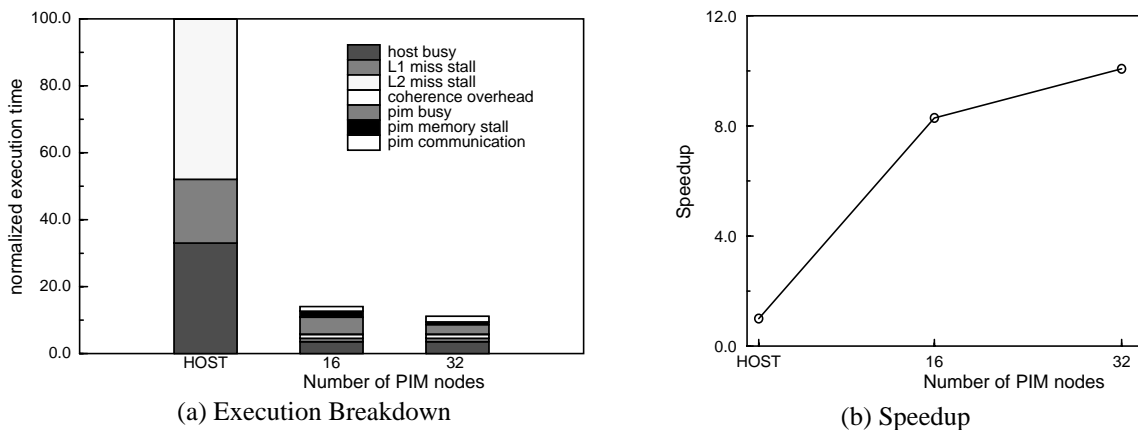 100.0
80.0
60.0
40.0
20.0
0.0
normalized execution time
host busy
L1 miss stall
L2 miss stall
coherence overhead
pim busy
pim memory stall
pim communication
HOST
16
32
Number of PIM nodes
(a) Execution Breakdown
12.0
8.0
4.0
0.0
Speedup
HOST
16
32
Number of PIM nodes
(b) Speedup